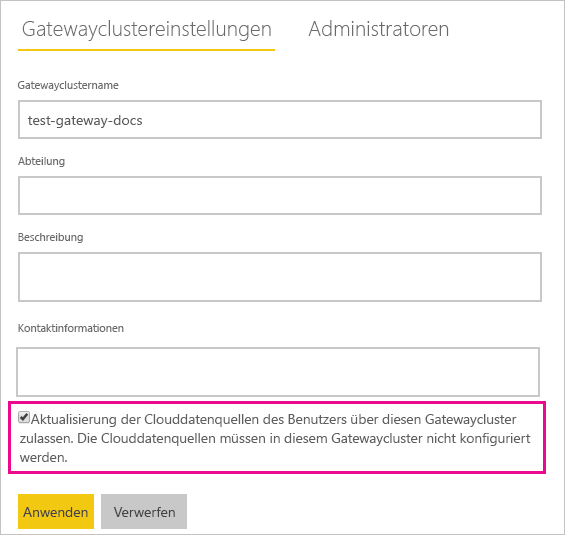 Gatewayclustereinstellungen Administratoren
Gatewayclustername
test-gateway-docs
Abteilung
Beschreibung
Kontaktinformationen
Aktualisierung der Clouddatenquellen des Benutzers über diesen Gatewaycluster
zulassen. Die Clouddatenquellen müssen in diesem Gatewaycluster nicht konfiguriert
werden.
Anwenden Verwerfen